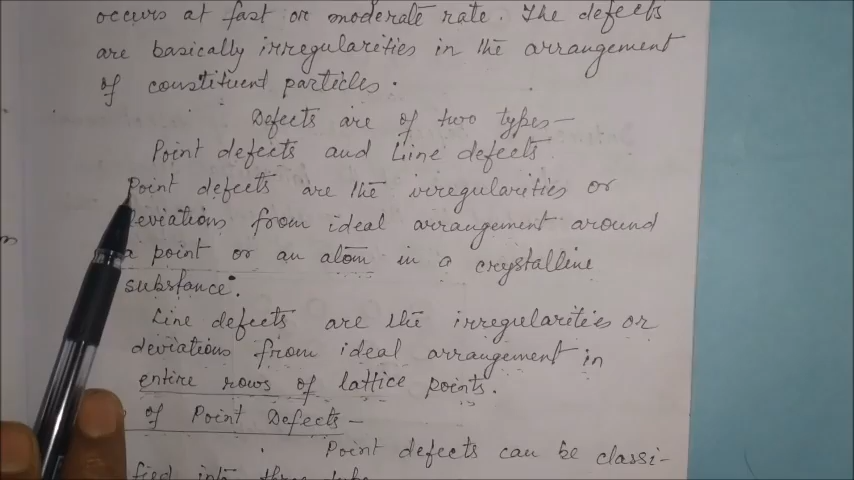 occurs at fast or moderate rate. The defects
are basically irregularities in the arrangement
of constituent particles.
Defects are of two types-
Point defects and Line defects
Point defects are the irregularities or
deviations from ideal arrangement around
a point or an atom in a crystalline
substance.
Line defects are the irregularities or
deviations from ideal arrangement in
entire rows of lattice points.
of Point Defects-
Point defects can be classi-
fied into three